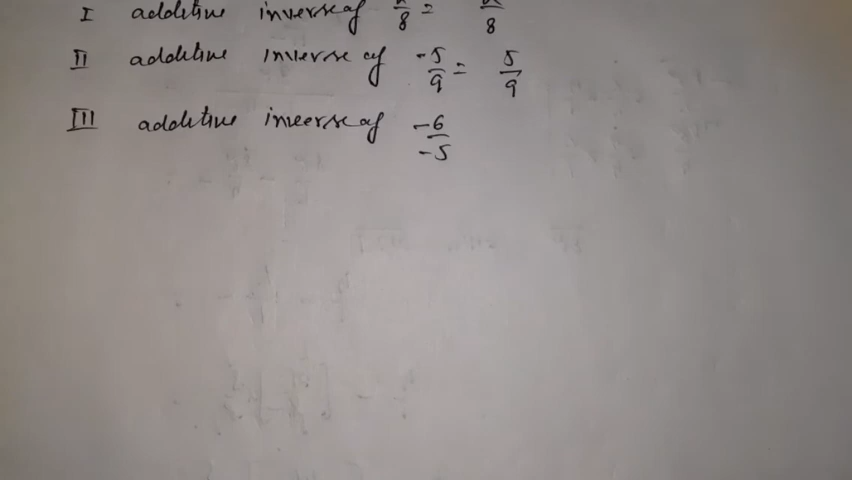 I additive inverse of /8 = /8
II additive inverse of -5/9 = 5/9
III additive inverse of -6/-5